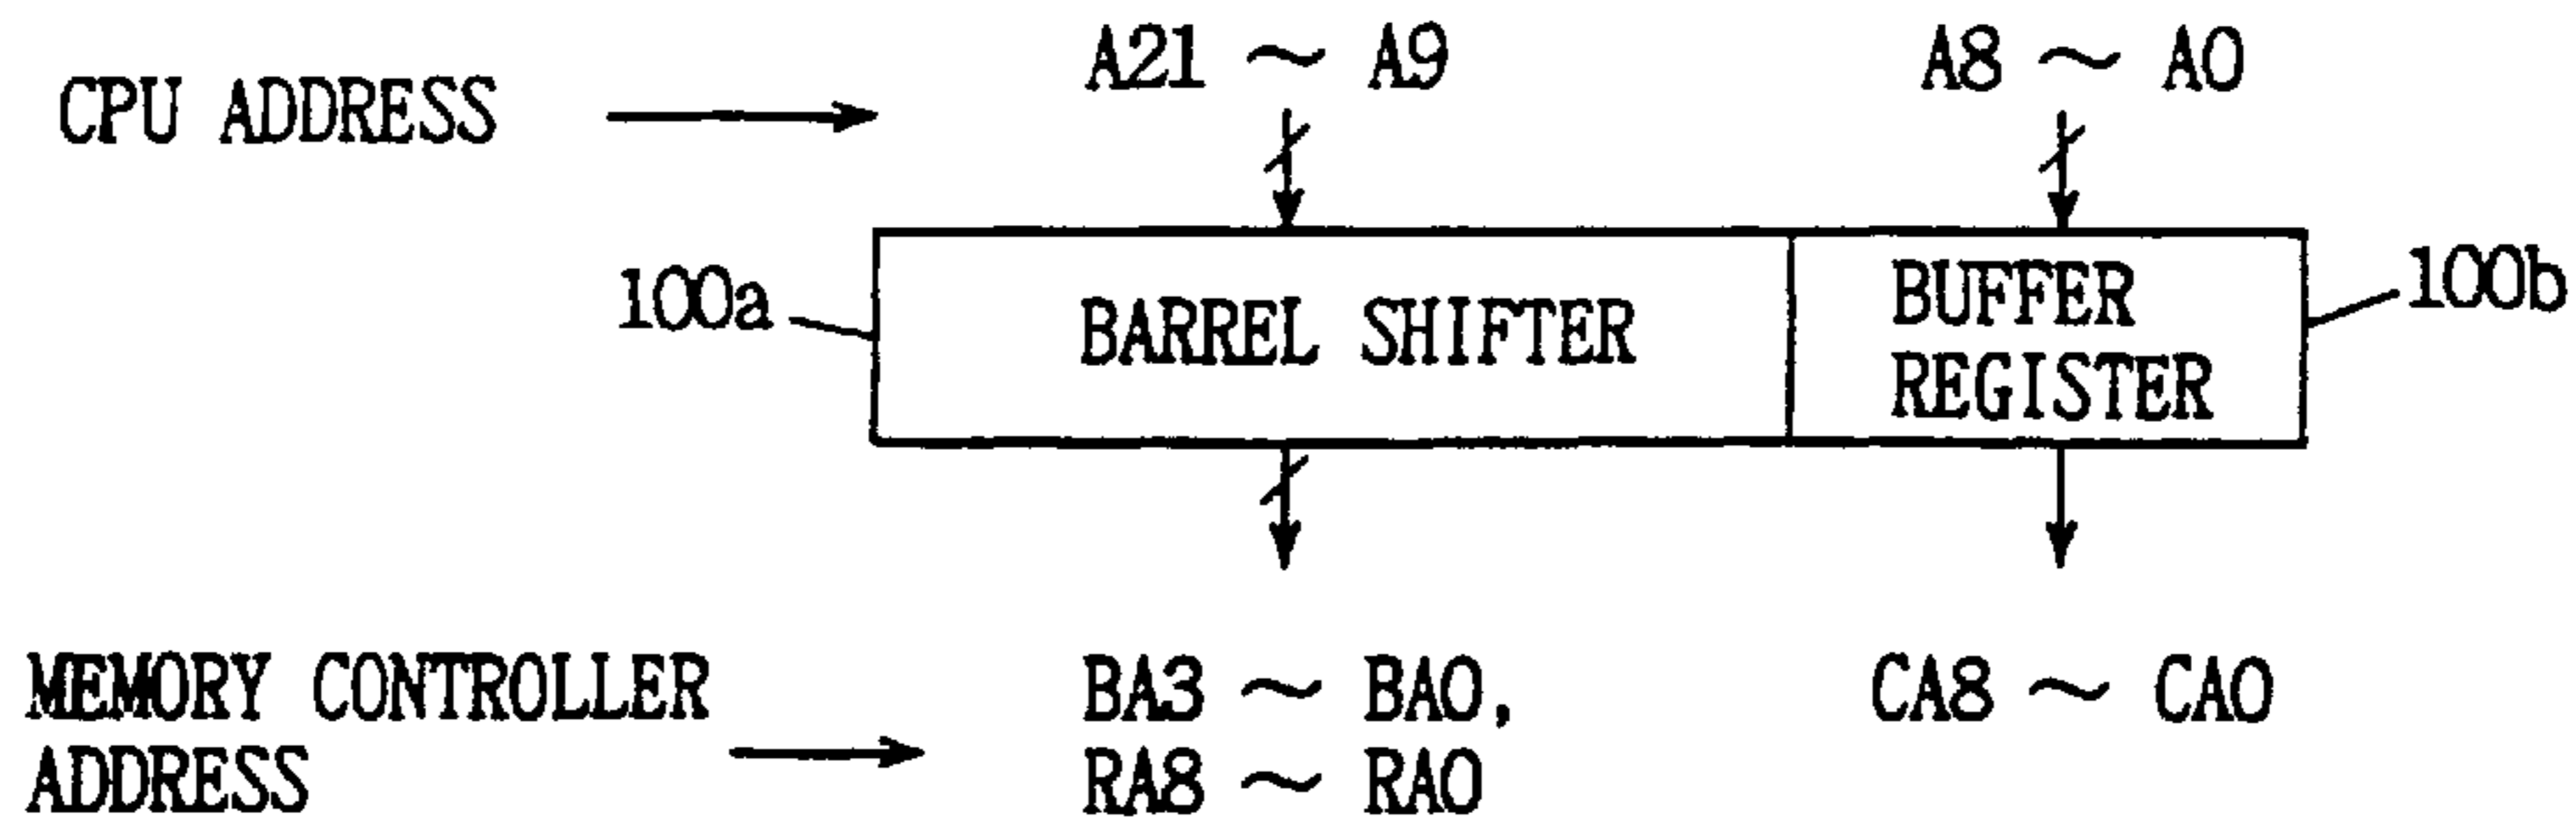 A21 ~ A9
A8 ~ A0
CPU ADDRESS
100a
BARREL SHIFTER
BUFFER
REGISTER
100b
MEMORY CONTROLLER
ADDRESS
BA3 ~ BA0,
RA8 ~ RA0
CA8 ~ CA0